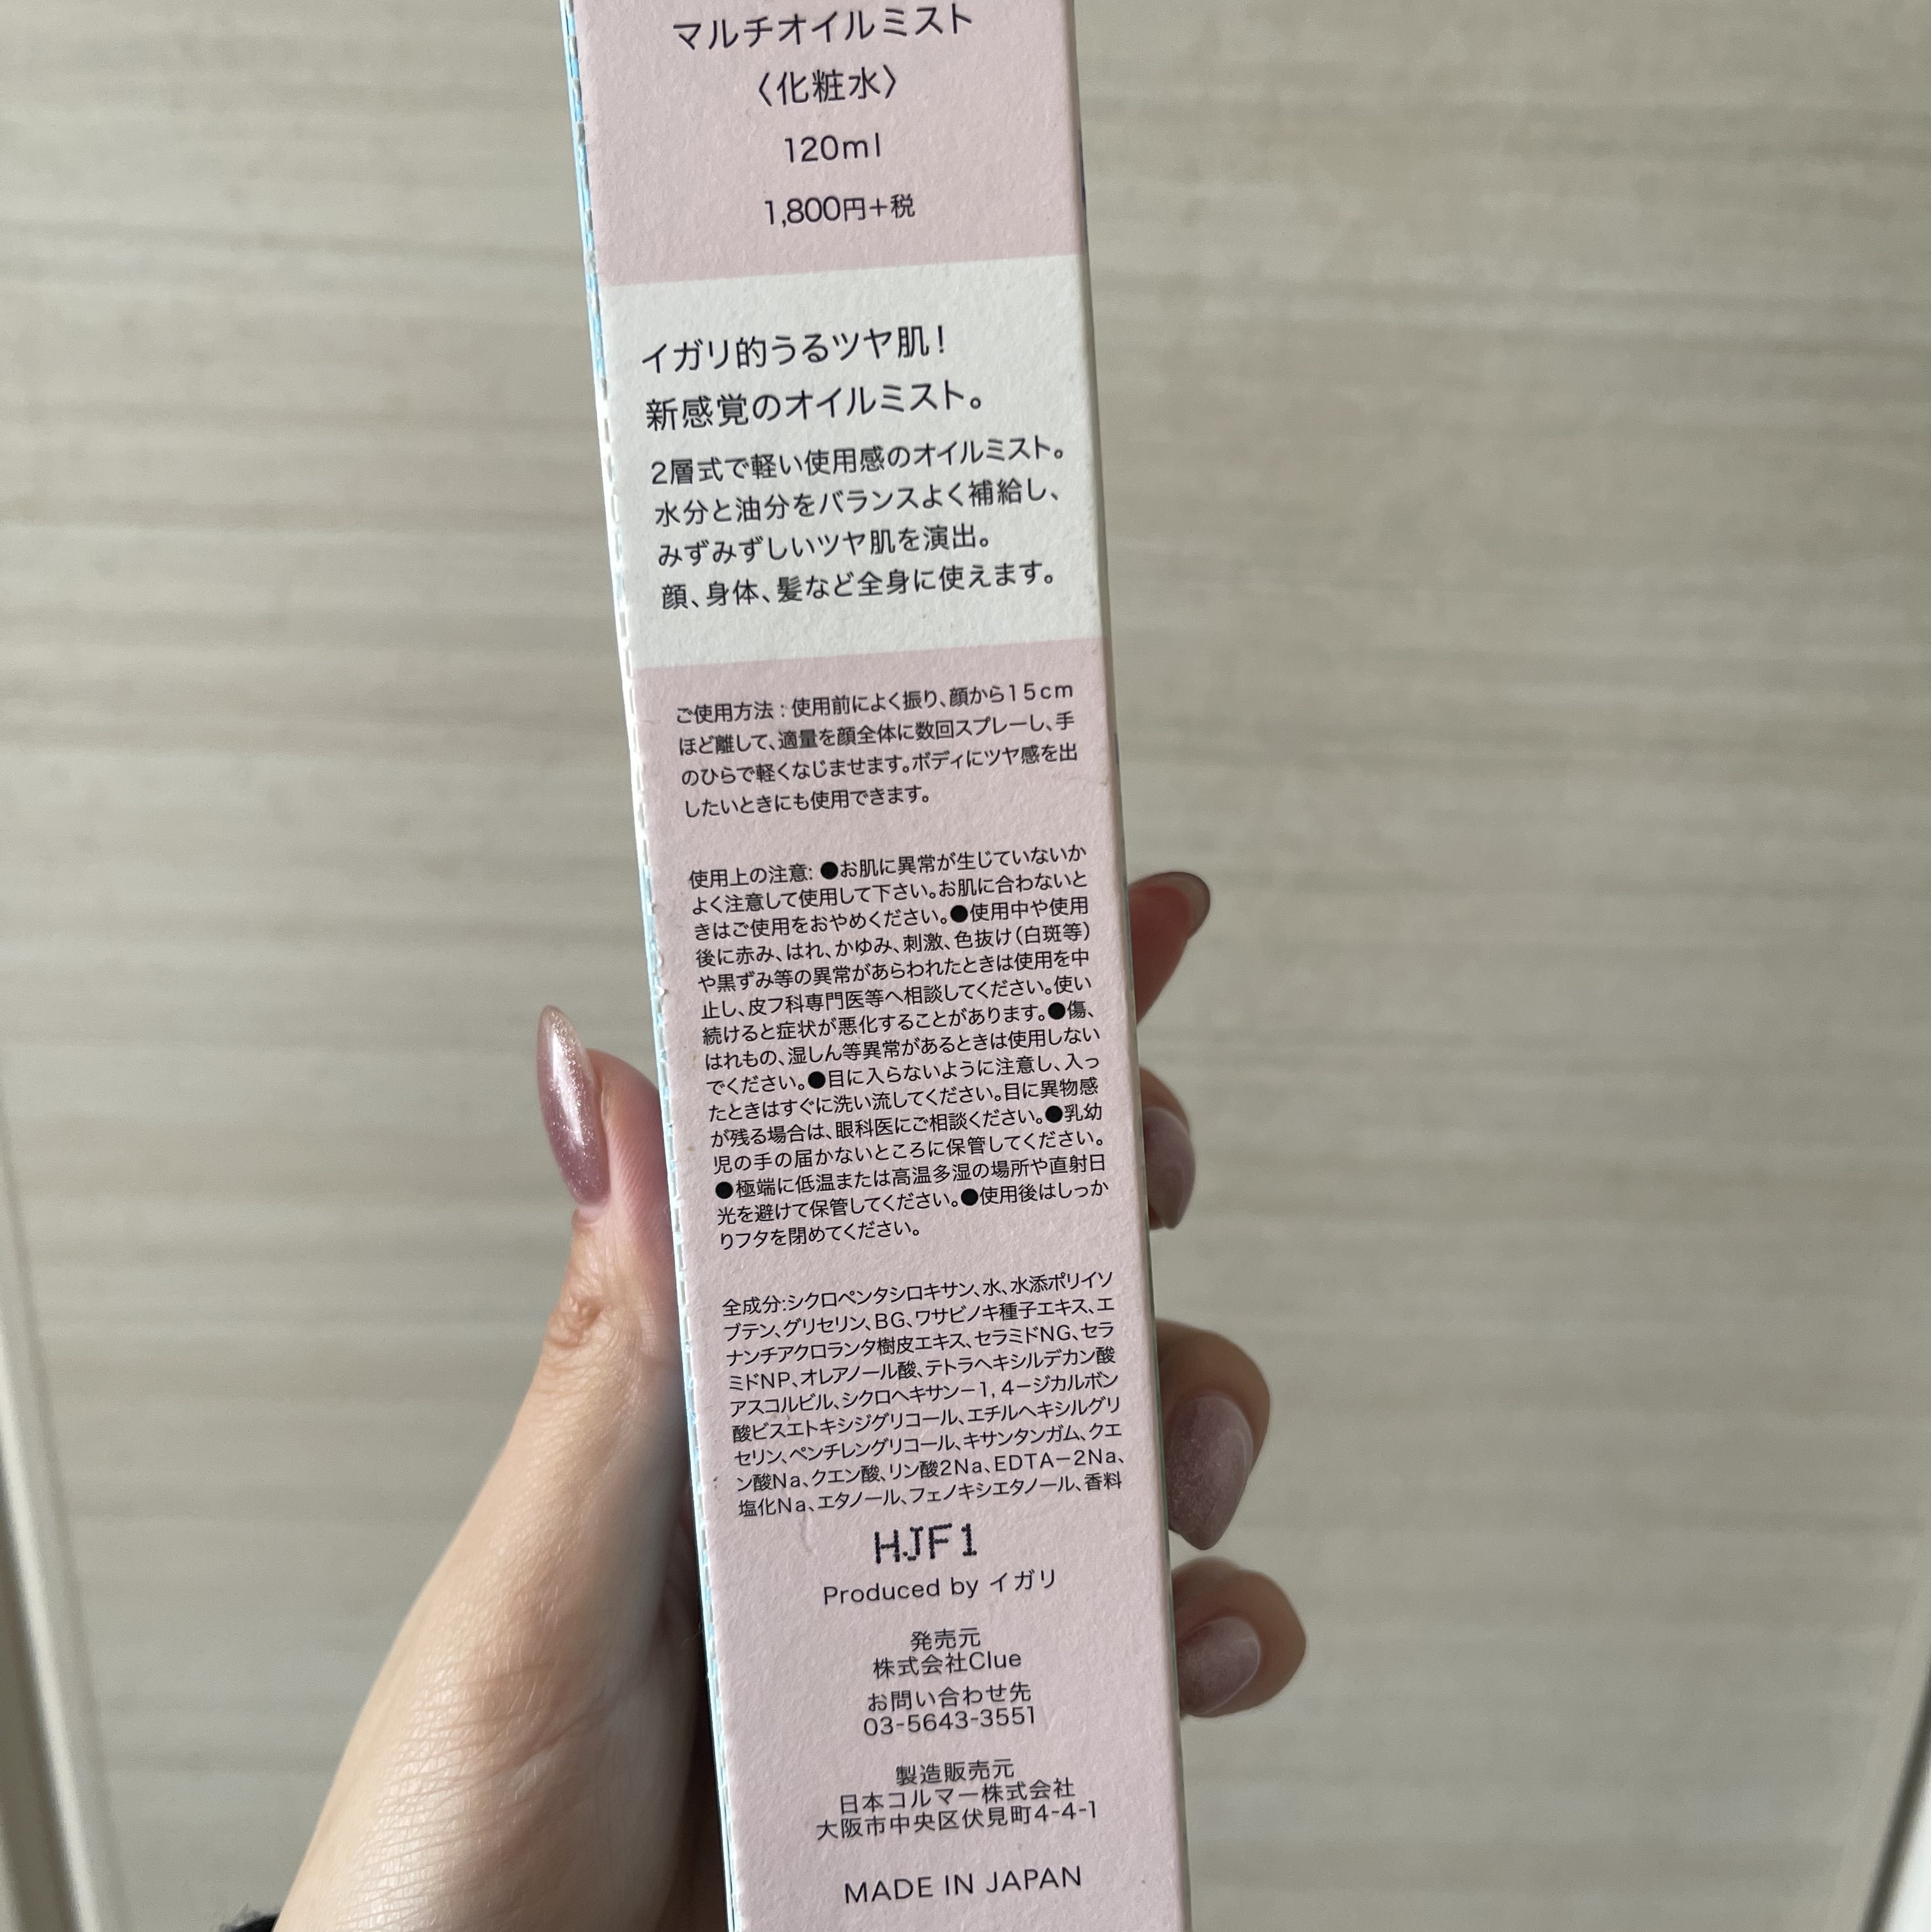 マルチオイルミスト
〈化粧水〉
120ml
1,800円+税
イガリ的うるツヤ肌!
新感覚のオイルミスト。
2層式で軽い使用感のオイルミスト。
水分と油分をバランスよく補給し、
みずみずしいツヤ肌を演出。
顔、身体、髪など全身に使えます。
ご使用方法:使用前によく振り、顔から15cm
ほど離して、適量を顔全体に数回スプレーし、手
のひらで軽くなじませます。ボディにツヤ感を出
したいときにも使用できます。
使用上の注意:●お肌に異常が生じていないか
よく注意して使用して下さい。お肌に合わないと
きはご使用をおやめください。●使用中や使用
後に赤み、はれ、かゆみ、刺激、色抜け(白斑等)
や黒ずみ等の異常があらわれたときは使用を中
止し、皮フ科専門医等へ相談してください。使い
続けると症状が悪化することがあります。●傷、
はれもの、湿しん等異常があるときは使用しない
でください。●目に入らないように注意し、入っ
たときはすぐに洗い流してください。目に異物感
が残る場合は、眼科医にご相談ください。●乳幼
児の手の届かないところに保管してください。
●極端に低温または高温多湿の場所や直射日
光を避けて保管してください。●使用後はしっか
りフタを閉めてください。
全成分:シクロペンタシロキサン、水、水添ポリイソ
ブテン、グリセリン、BG、ワサビノキ種子エキス、エ
ナンチアクロランタ樹皮エキス、セラミドNG、セラ
ミドNP、オレアノール酸、テトラヘキシルデカン酸
アスコルビル、シクロヘキサン-1,4-ジカルボン
酸ビスエトキシジグリコール、エチルヘキシルグリ
セリン、ペンチレングリコール、キサンタンガム、クエ
ン酸Na、クエン酸、リン酸2Na、EDTA-2Na、
塩化Na、エタノール、フェノキシエタノール、香料
HJF1
Produced by イガリ
発売元
株式会社Clue
お問い合わせ先
03-5643-3551
製造販売元
日本コルマー株式会社
大阪市中央区伏見町4-4-1
MADE IN JAPAN